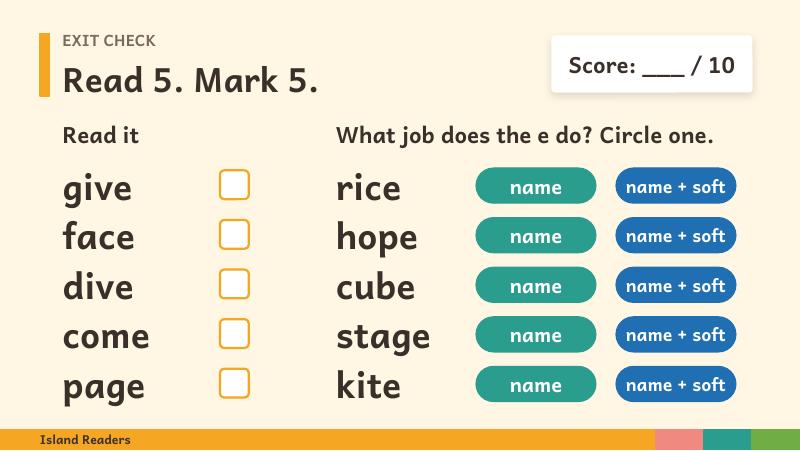 EXIT CHECK
Read 5. Mark 5.
Score: ___ / 10
Read it
What job does the e do? Circle one.
give
rice name name + soft
face
hope name name + soft
dive
cube name name + soft
come
stage name name + soft
page
kite name name + soft
Island Readers